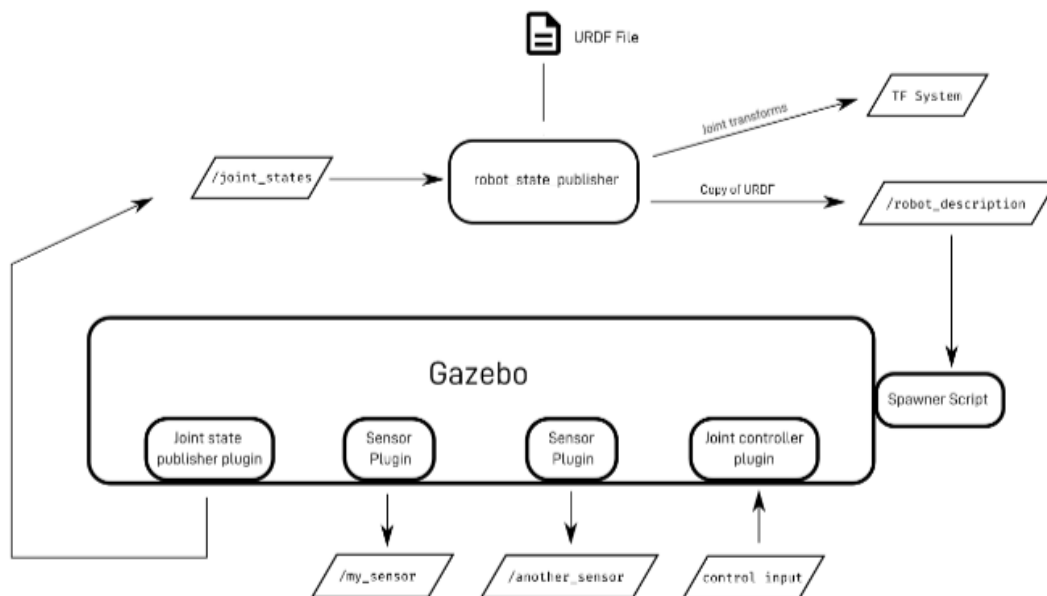 URDF File
Joint transforms
TF System
/joint_states
robot state publisher
Copy of URDF
/robot_description
Gazebo
Spawner Script
Joint state
publisher plugin
Sensor
Plugin
Sensor
Plugin
Joint controller
plugin
/my_sensor
/another_sensor
control input